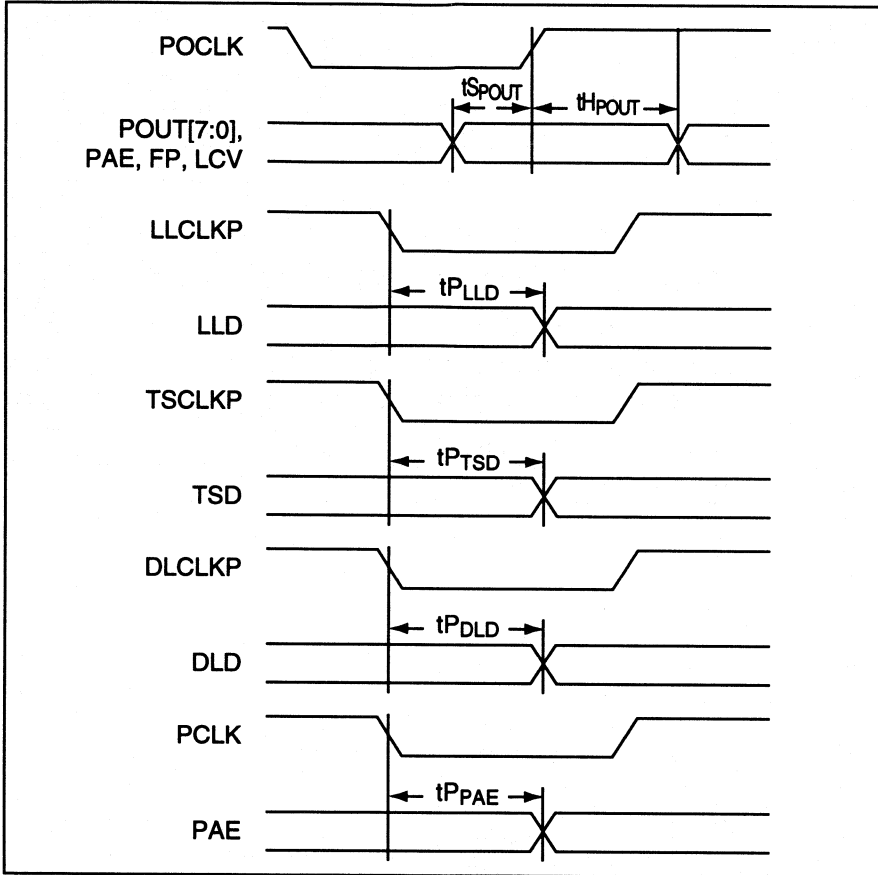 POCLK
tSPOUT
tHPOUT
POUT[7:0],
PAE, FP, LCV
LLCLKP
tPLLD
LLD
TSCLKP
tPTSD
TSD
DLCLKP
tPDLD
DLD
PCLK
tPPAE
PAE